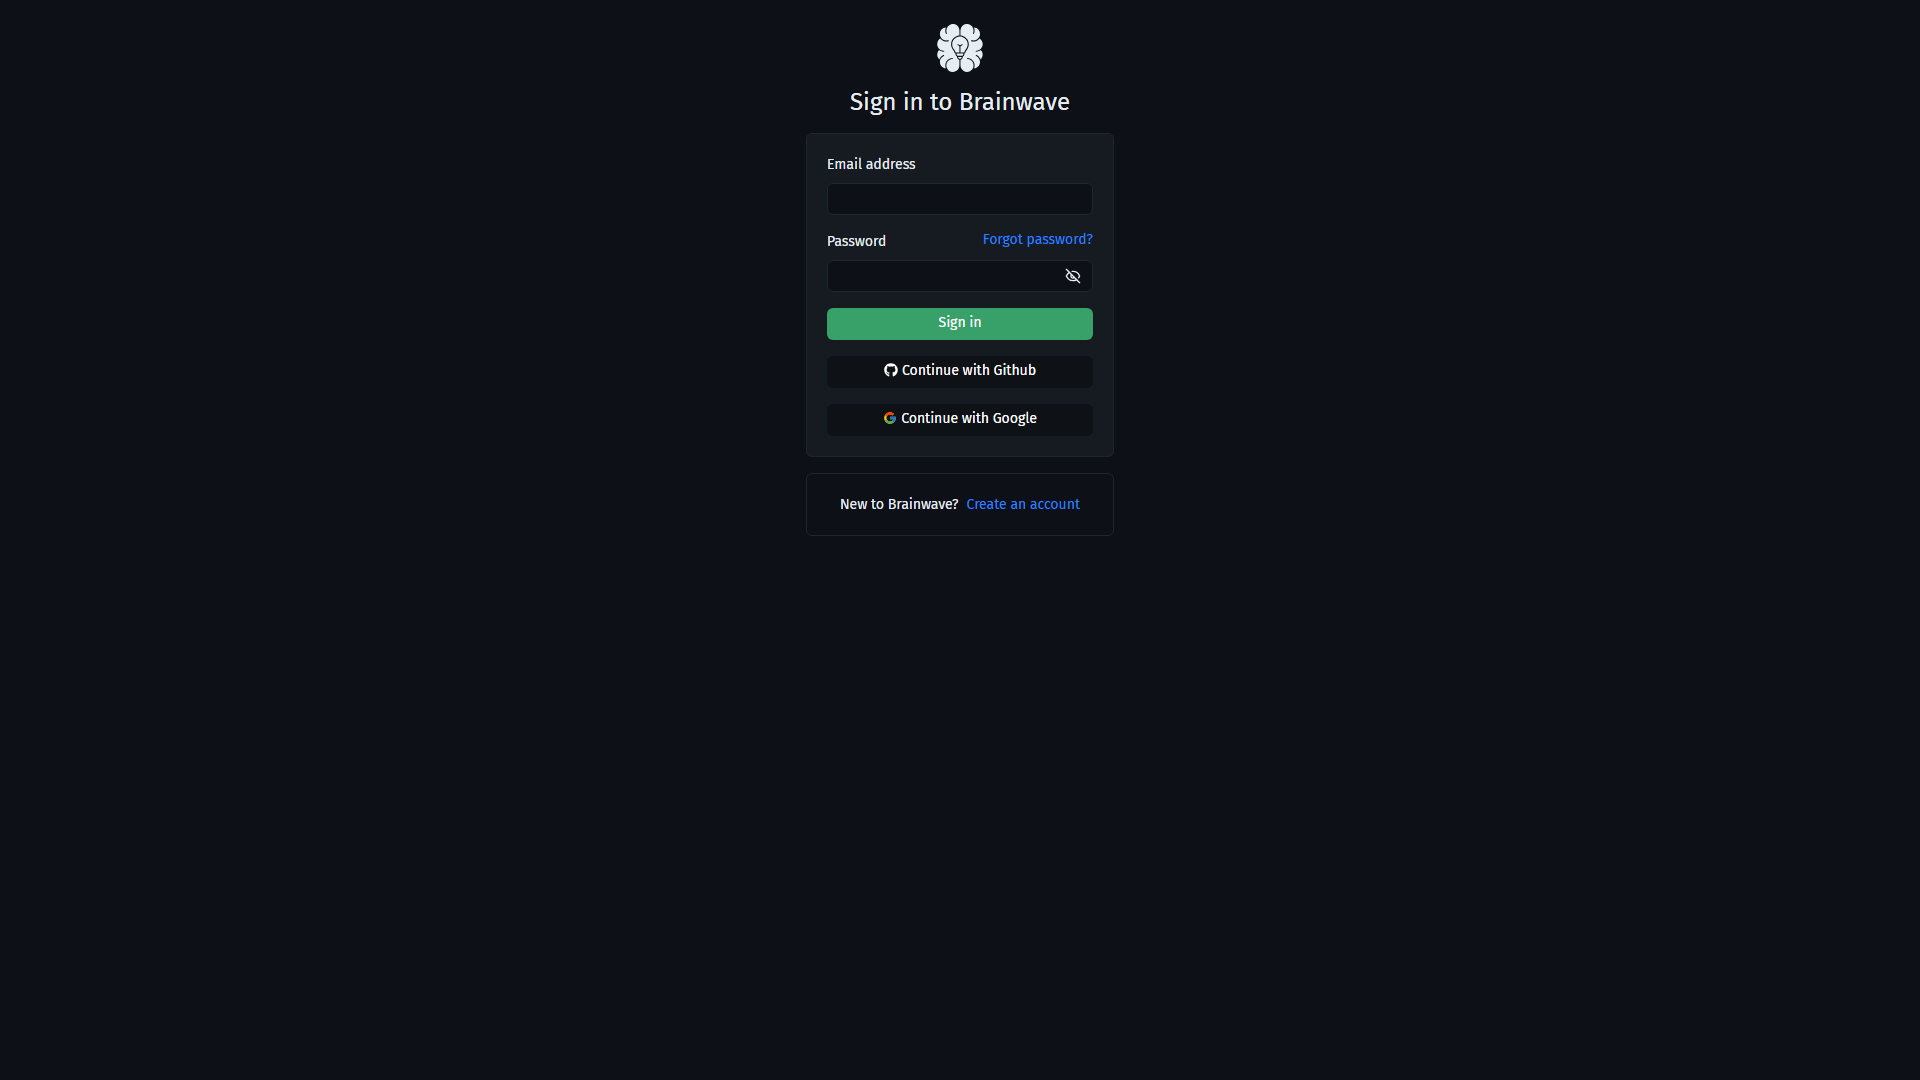 Sign in to Brainwave
Email address
Password
Forgot password?
Sign in
Continue with Github
Continue with Google
New to Brainwave? Create an account